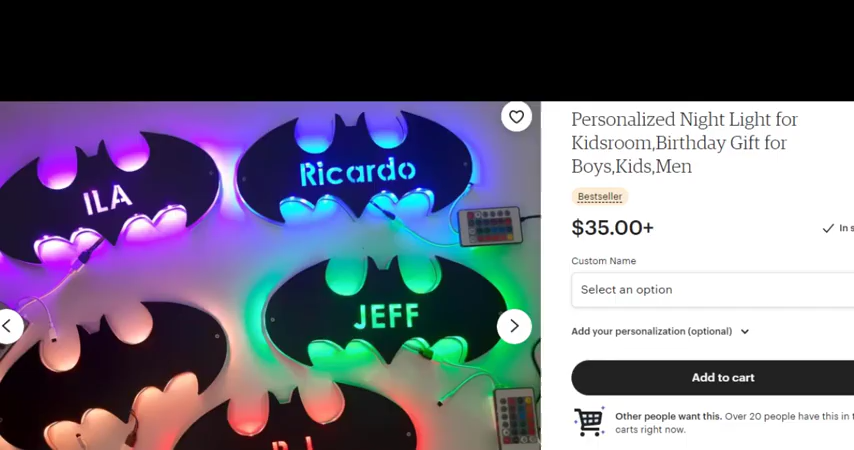 ILA
Ricardo
JEFF
Personalized Night Light for
Kidsroom,Birthday Gift for
Boys,Kids,Men
Bestseller
$35.00+
In s
Custom Name
Select an option
Add your personalization (optional)
Add to cart
Other people want this. Over 20 people have this in t
carts right now.